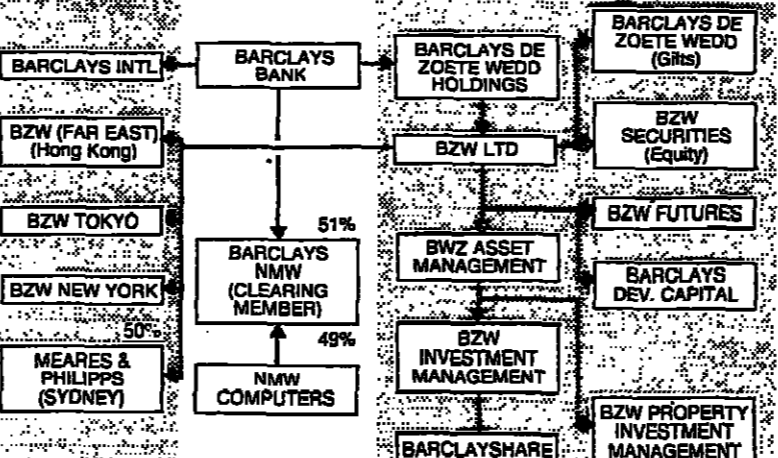 BARCLAYS INTL
BARCLAYS
BANK
BARCLAYS DE
ZOETE WEDD
HOLDINGS
BARCLAYS DE
ZOETE WEDD
(Gilts)
BZW (FAR EAST)
(Hong Kong)
BZW LTD
BZW
SECURITIES
(Equity)
BZW TOKYO
51%
BARCLAYS
NMW
(CLEARING
MEMBER)
49%
BWZ ASSET
MANAGEMENT
BZW FUTURES
BZW NEW YORK
BARCLAYS
DEV. CAPITAL
50%
MEARES &
PHILIPPS
(SYDNEY)
NMW
COMPUTERS
BZW
INVESTMENT
MANAGEMENT
BARCLAYSHARE
BZW PROPERTY
INVESTMENT
MANAGEMENT